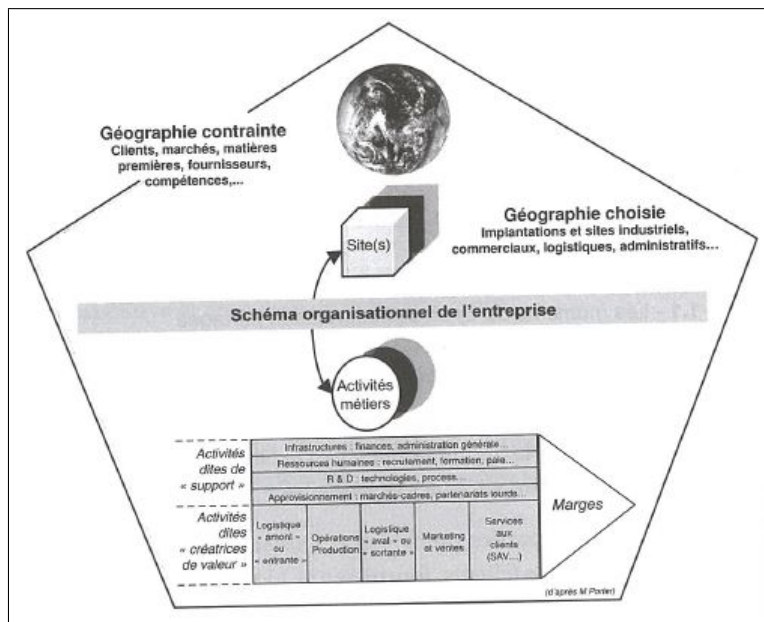 Géographie contrainte
Clients, marchés, matières
premières, fournisseurs,
compétences,...
Géographie choisie
Implantations et sites industriels,
commerciaux, logistiques, administratifs...
Site(s)
Schéma organisationnel de l'entreprise
Activités
métiers
Activités
dites de
« support »
Infrastructures : finances, administration générale...
Ressources humaines : recrutement, formation, paie...
R & D : technologies, process...
Approvisionnement : marchés-cadres, partenariats lourds...
Marges
Activités
dites
« créatrices
de valeur »
Logistique
« amont »
ou
« entrante »
Opérations
Production
Logistique
« aval » ou
« sortante »
Marketing
et ventes
Services
aux
clients
(SAV...)
(d'après M Porter)